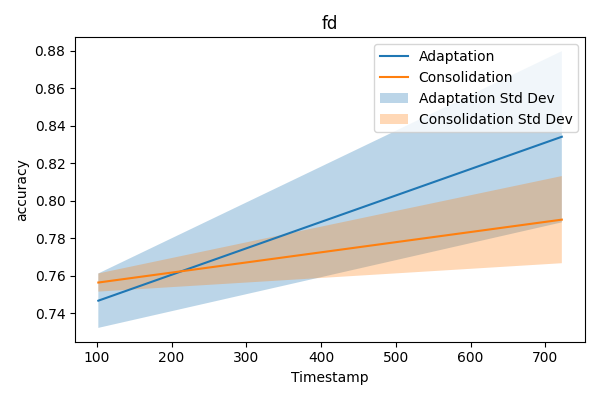 fd
Adaptation
Consolidation
Adaptation Std Dev
Consolidation Std Dev
accuracy
0.88
0.86
0.84
0.82
0.80
0.78
0.76
0.74
100 200 300 400 500 600 700
Timestamp